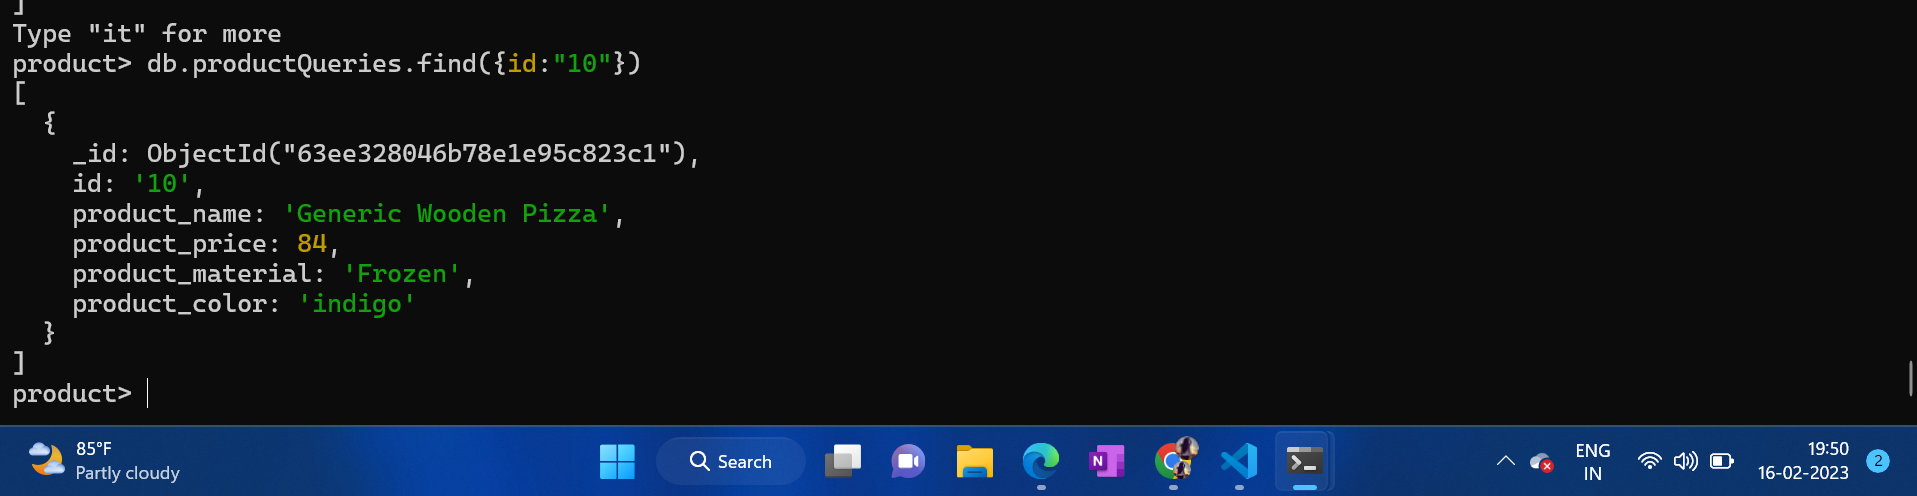 ]
Type "it" for more
product> db.productQueries.find({id:"10"})
[
  {
    _id: ObjectId("63ee328046b78e1e95c823c1"),
    id: '10',
    product_name: 'Generic Wooden Pizza',
    product_price: 84,
    product_material: 'Frozen',
    product_color: 'indigo'
  }
]
product>
85°F
Partly cloudy
Search
N
ENG
IN
19:50
16-02-2023
2